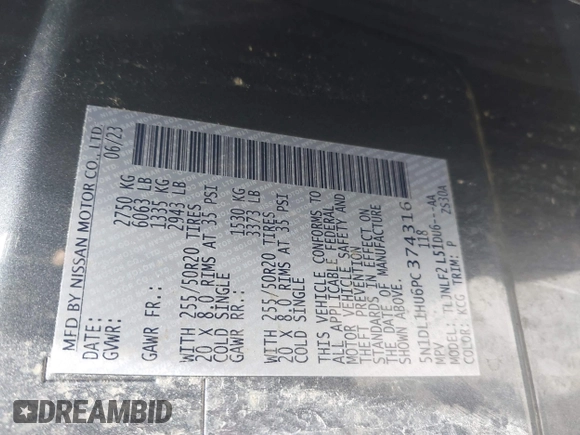 MFD BY NISSAN MOTOR CO., LTD
DATE: 06/23
GVWR: 2750 KG
6063 LB
GAWR FR.: 1335 KG
2943 LB
WITH 255/50R20 TIRES
20 X 8.0 RIMS AT 35 PSI
COLD SINGLE
GAWR RR.: 1530 KG
3373 LB
WITH 255/50R20 TIRES
20 X 8.0 RIMS AT 35 PSI
COLD SINGLE
THIS VEHICLE CONFORMS TO
ALL APPLICABLE FEDERAL
MOTOR VEHICLE SAFETY AND
THEFT PREVENTION
STANDARDS IN EFFECT ON
THE DATE OF MANUFACTURE
SHOWN ABOVE.
5N1DL1HU6PC374316
MPV 118
MODEL: TLJNLF2L51DU6---AA
COLOR: KCG TRIM: P ZS30A
DREAMBID